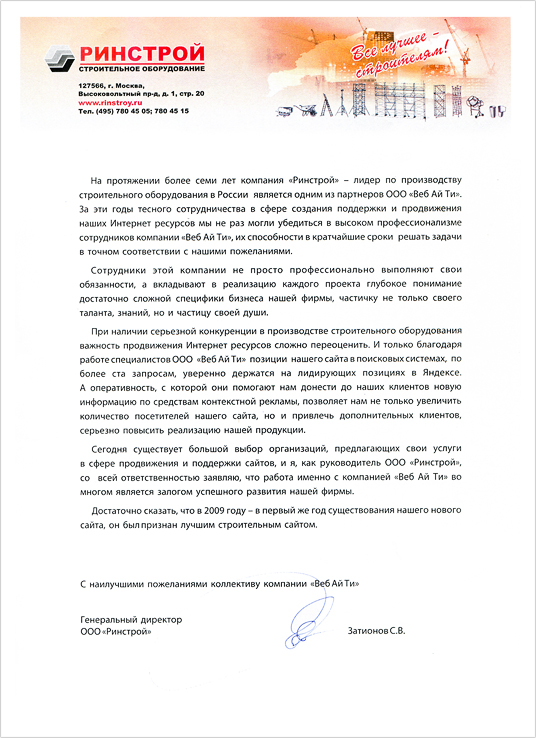 РИНСТРОЙ
СТРОИТЕЛЬНОЕ ОБОРУДОВАНИЕ
127566, г. Москва,
Высоковольтный пр-д, д. 1, стр. 20
www.rinstroy.ru
Тел. (495) 780 45 05; 780 45 15
Все лучшее –
строителям!
На протяжении более семи лет компания «Ринстрой» – лидер по производству
строительного оборудования в России является одним из партнеров ООО «Веб Ай Ти».
За эти годы тесного сотрудничества в сфере создания поддержки и продвижения
наших Интернет ресурсов мы не раз могли убедиться в высоком профессионализме
сотрудников компании «Веб Ай Ти», их способности в кратчайшие сроки решать задачи
в точном соответствии с нашими пожеланиями.
Сотрудники этой компании не просто профессионально выполняют свои
обязанности, а вкладывают в реализацию каждого проекта глубокое понимание
достаточно сложной специфики бизнеса нашей фирмы, частичку не только своего
таланта, знаний, но и частицу своей души.
При наличии серьезной конкуренции в производстве строительного оборудования
важность продвижения Интернет ресурсов сложно переоценить. И только благодаря
работе специалистов ООО «Веб Ай Ти» позиции нашего сайта в поисковых системах, по
более ста запросам, уверенно держатся на лидирующих позициях в Яндексе.
А оперативность, с которой они помогают нам донести до наших клиентов новую
информацию по средствам контекстной рекламы, позволяет нам не только увеличить
количество посетителей нашего сайта, но и привлечь дополнительных клиентов,
серьезно повысить реализацию нашей продукции.
Сегодня существует большой выбор организаций, предлагающих свои услуги
в сфере продвижения и поддержки сайтов, и я, как руководитель ООО «Ринстрой»,
со всей ответственностью заявляю, что работа именно с компанией «Веб Ай Ти» во
многом является залогом успешного развития нашей фирмы.
Достаточно сказать, что в 2009 году – в первый же год существования нашего нового
сайта, он был признан лучшим строительным сайтом.
С наилучшими пожеланиями коллективу компании «Веб Ай Ти»
Генеральный директор
ООО «Ринстрой»
Затионов С.В.